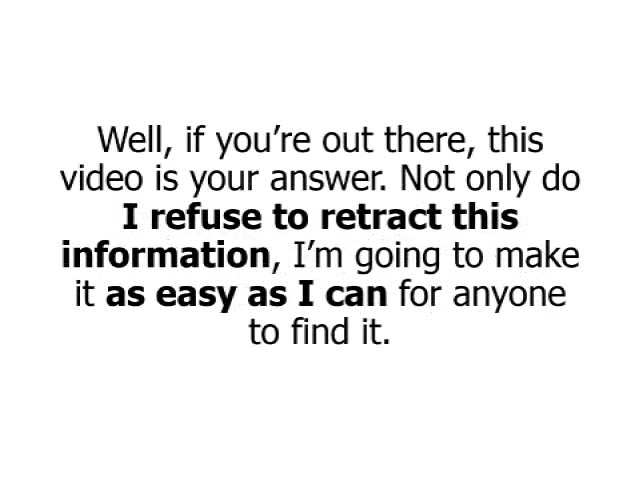 Well, if you’re out there, this
video is your answer. Not only do
I refuse to retract this
information, I’m going to make
it as easy as I can for anyone
to find it.